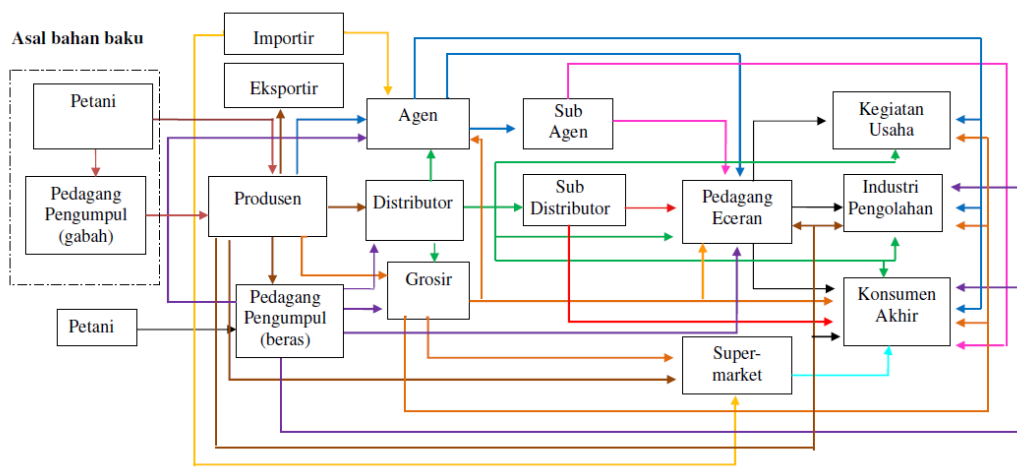 Asal bahan baku
Importir
Eksportir
Petani
Agen
Sub
Agen
Kegiatan
Usaha
Pedagang
Pengumpul
(gabah)
Produsen
Distributor
Sub
Distributor
Pedagang
Eceran
Industri
Pengolahan
Grosir
Pedagang
Pengumpul
(beras)
Petani
Konsumen
Akhir
Super-
market